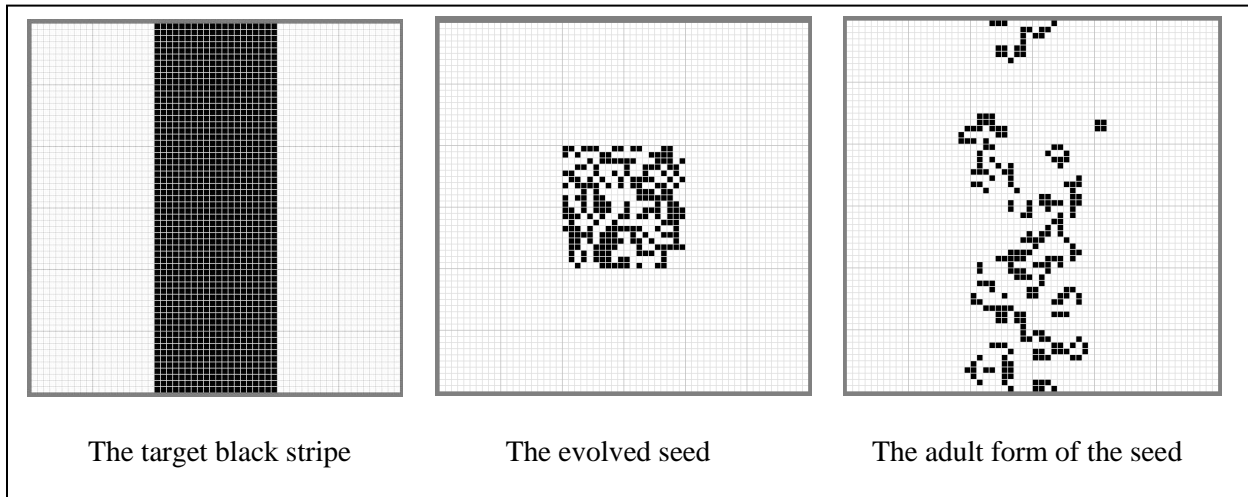 The target black stripe
The evolved seed
The adult form of the seed